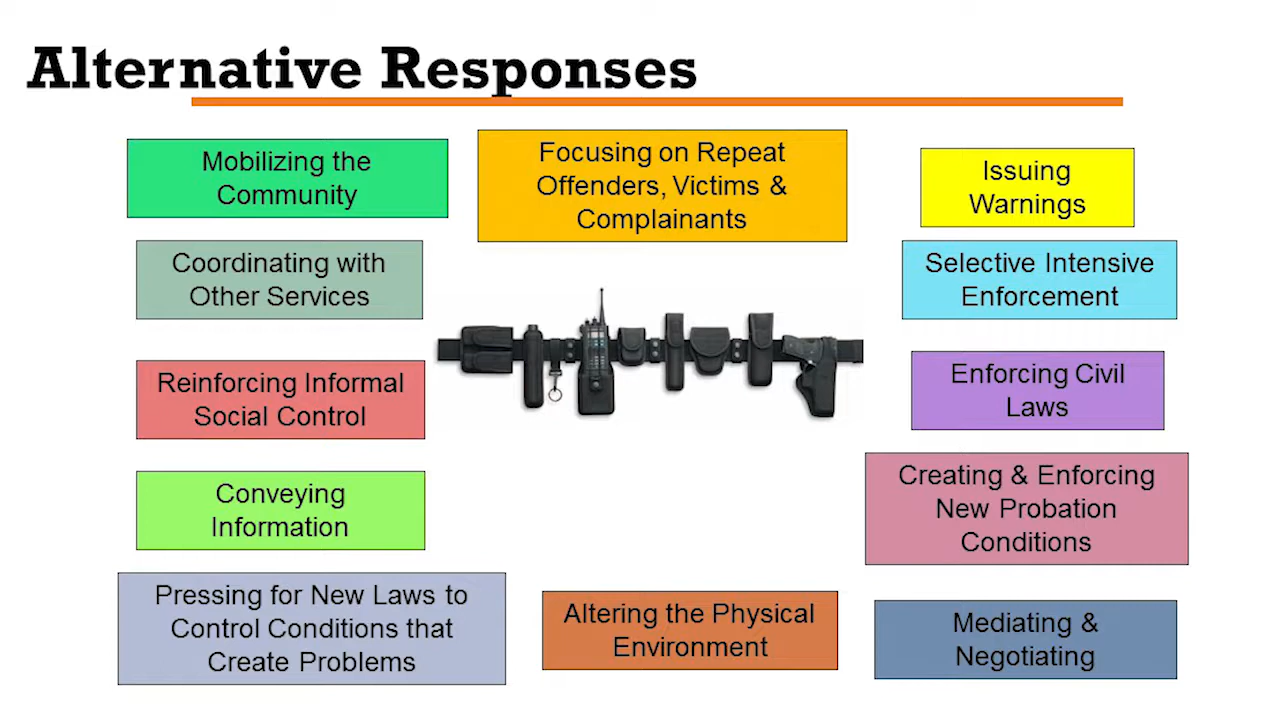 Alternative Responses
Mobilizing the
Community
Focusing on Repeat
Offenders, Victims &
Complainants
Issuing
Warnings
Coordinating with
Other Services
Selective Intensive
Enforcement
Reinforcing Informal
Social Control
Enforcing Civil
Laws
Conveying
Information
Creating & Enforcing
New Probation
Conditions
Pressing for New Laws to
Control Conditions that
Create Problems
Altering the Physical
Environment
Mediating &
Negotiating